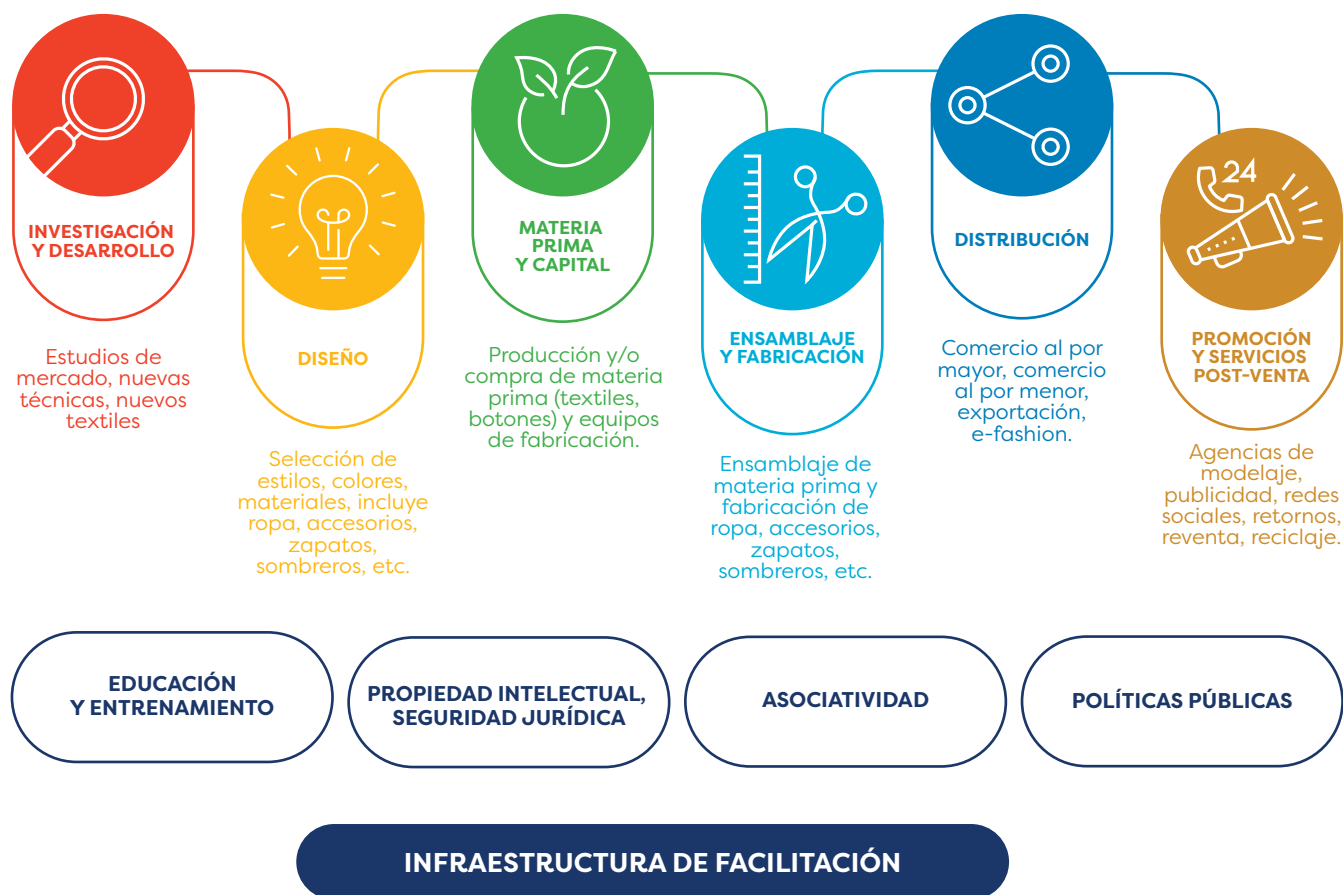 INVESTIGACIÓN
Y DESARROLLO
Estudios de
mercado, nuevas
técnicas, nuevos
textiles
DISEÑO
Selección de
estilos, colores,
materiales, incluye
ropa, accesorios,
zapatos,
sombreros, etc.
MATERIA
PRIMA
Y CAPITAL
Producción y/o
compra de materia
prima (textiles,
botones) y equipos
de fabricación.
ENSAMBLAJE
Y FABRICACIÓN
Ensamblaje de
materia prima y
fabricación de
ropa, accesorios,
zapatos,
sombreros, etc.
DISTRIBUCIÓN
Comercio al por
mayor, comercio
al por menor,
exportación,
e-fashion.
24
PROMOCIÓN
Y SERVICIOS
POST-VENTA
Agencias de
modelaje,
publicidad, redes
sociales, retornos,
reventa, reciclaje.
EDUCACIÓN
Y ENTRENAMIENTO
PROPIEDAD INTELECTUAL,
SEGURIDAD JURÍDICA
ASOCIATIVIDAD
POLÍTICAS PÚBLICAS
INFRAESTRUCTURA DE FACILITACIÓN